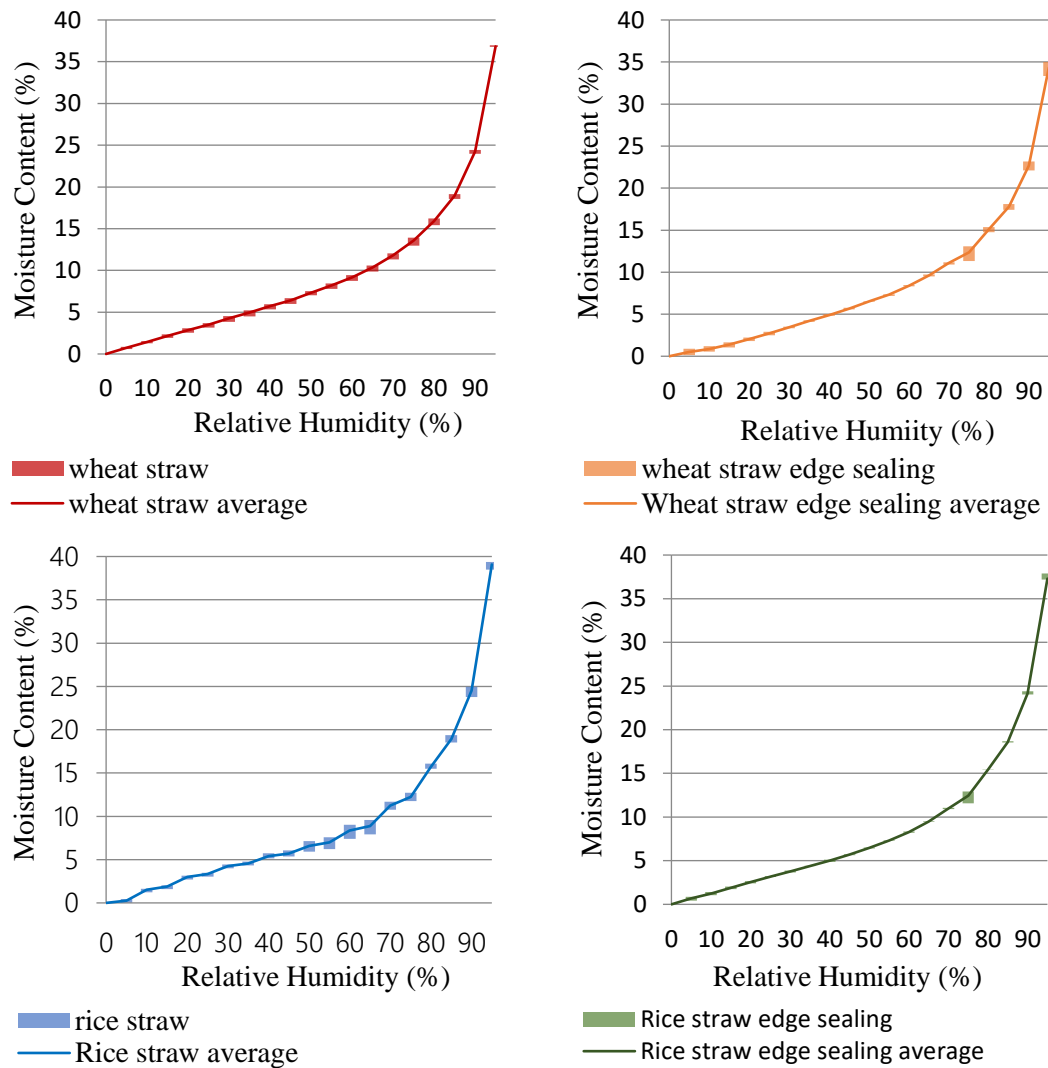 40
35
30
25
20
15
10
5
0
Moisture Content (%)
0 10 20 30 40 50 60 70 80 90
Relative Humidity (%)
wheat straw
wheat straw average
40
35
30
25
20
15
10
5
0
Moisture Content (%)
0 10 20 30 40 50 60 70 80 90
Relative Humiity (%)
wheat straw edge sealing
Wheat straw edge sealing average
40
35
30
25
20
15
10
5
0
Moisture Content (%)
0 10 20 30 40 50 60 70 80 90
Relative Humidity (%)
rice straw
Rice straw average
40
35
30
25
20
15
10
5
0
Moisture Content (%)
0 10 20 30 40 50 60 70 80 90
Relative Humidity (%)
Rice straw edge sealing
Rice straw edge sealing average